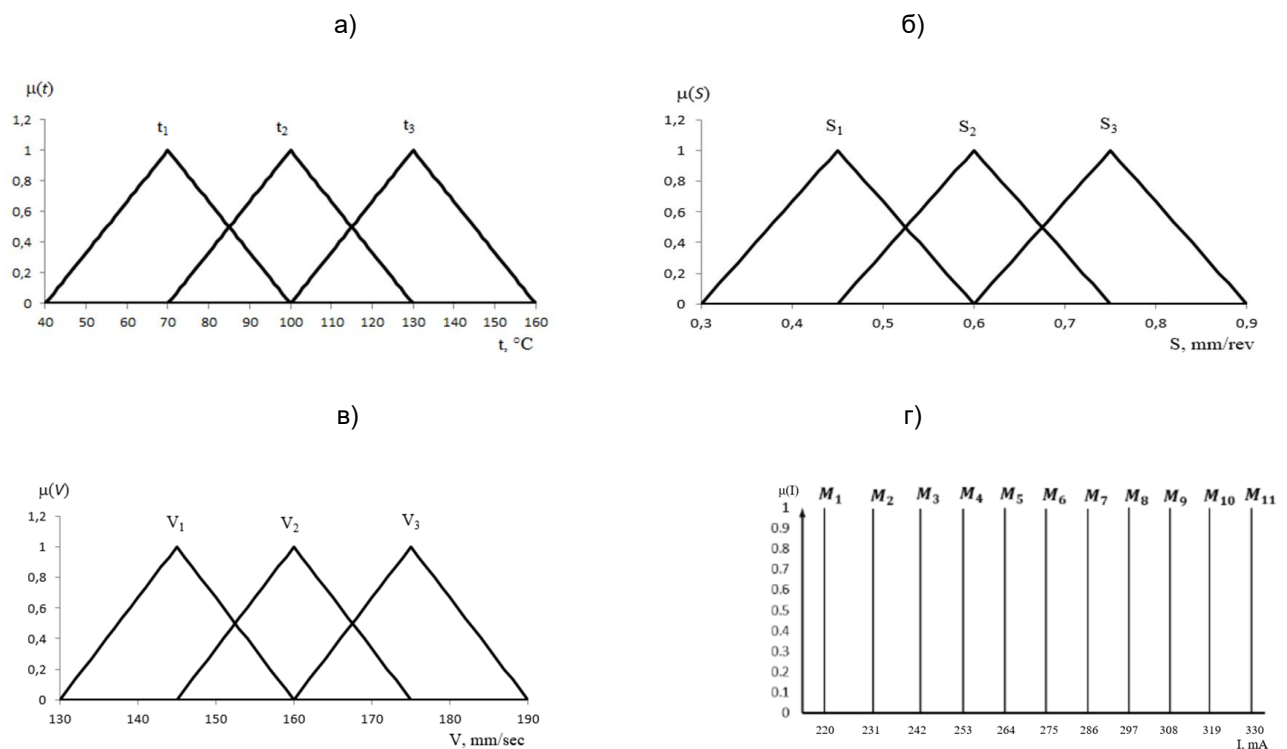 а)
μ(t)
1,2
1
0,8
0,6
0,4
0,2
0
t₁ t₂ t₃
40 50 60 70 80 90 100 110 120 130 140 150 160
t, °C
б)
μ(S)
1,2
1
0,8
0,6
0,4
0,2
0
S₁ S₂ S₃
0,3 0,4 0,5 0,6 0,7 0,8 0,9
S, mm/rev
в)
μ(V)
1,2
1
0,8
0,6
0,4
0,2
0
V₁ V₂ V₃
130 140 150 160 170 180 190
V, mm/sec
г)
μ(I)
M₁ M₂ M₃ M₄ M₅ M₆ M₇ M₈ M₉ M₁₀ M₁₁
1
0.9
0.8
0.7
0.6
0.5
0.4
0.3
0.2
0.1
0
220 231 242 253 264 275 286 297 308 319 330
I, mA